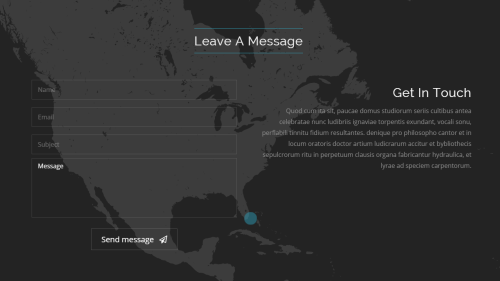 Leave A Message
Name
Email
Subject
Message
Send message
Get In Touch
Quod cum ita sit, paucae domus studiorum seriis cultibus antea
celebratae nunc ludibriis ignaviae torpentis exundant, vocali sonu,
perflabili tinnitu fidium resultantes. denique pro philosopho cantor et in
locum oratoris doctor artium ludicrarum accitur et bybliothecis
sepulcrorum ritu in perpetuum clausis organa fabricantur hydraulica, et
lyrae ad speciem carpentorum.